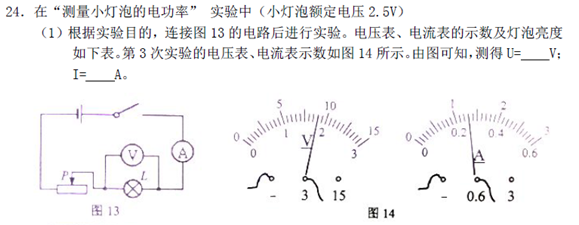 24．在“测量小灯泡的电功率” 实验中（小灯泡额定电压 2.5V）
（1）根据实验目的，连接图 13 的电路后进行实验。电压表、电流表的示数及灯泡亮度
如下表。第 3 次实验的电压表、电流表示数如图 14 所示。由图可知，测得 U=____V；
I=____A。
V
A
P
L
图 13
0 5 10 15
0 1 2 3
V
- 3 15
0 1 2 3
0 0.2 0.4 0.6
A
- 0.6 3
图 14